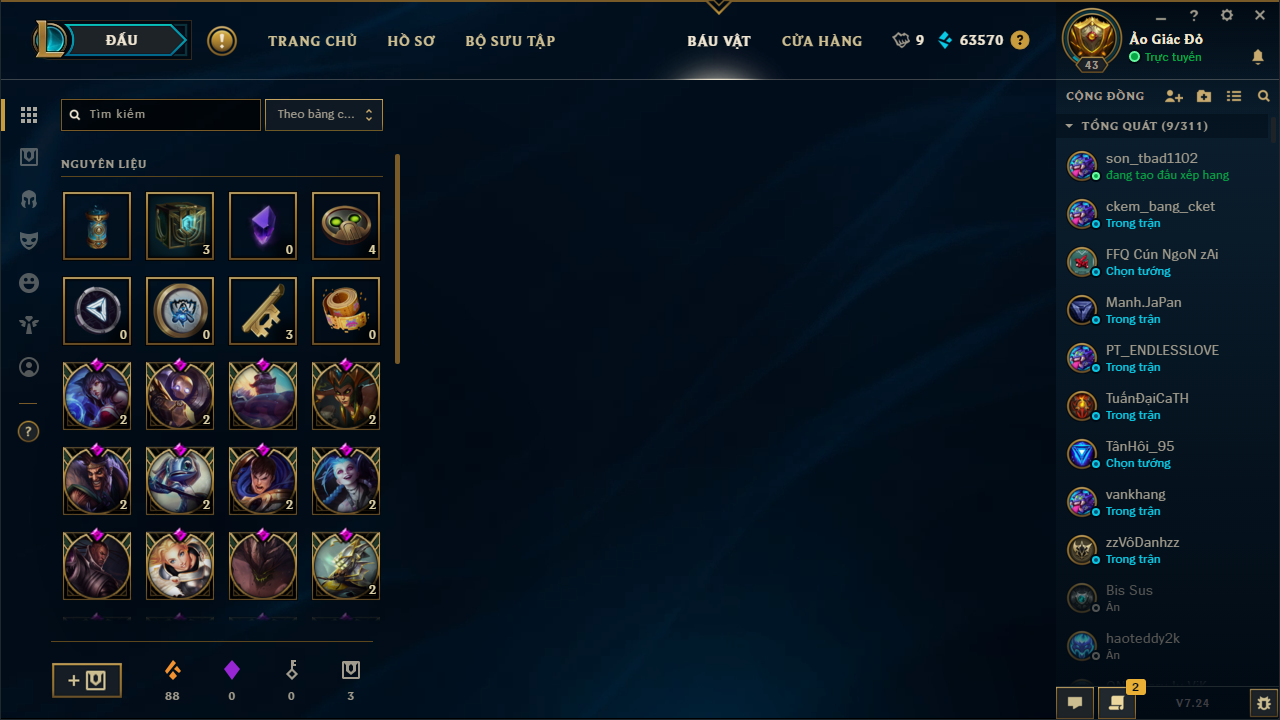 ĐẤU
!
TRANG CHỦ
HỒ SƠ
BỘ SƯU TẬP
BÁU VẬT
CỬA HÀNG
9
63570
?
?
43
Ảo Giác Đỏ
Trực tuyến
Tìm kiếm
Theo bảng c...
NGUYÊN LIỆU
3
0
4
0
0
3
0
2
2
2
2
2
2
2
2
2
?
88
0
0
3
CỘNG ĐỒNG
TỔNG QUÁT (9/311)
son_tbad1102
đang tạo đấu xếp hạng
ckem_bang_cket
Trong trận
FFQ Cún NgoN zAi
Chọn tướng
Manh.JaPan
Trong trận
PT_ENDLESSLOVE
Trong trận
TuấnĐạiCaTH
Trong trận
TânHôi_95
Chọn tướng
vankhang
Trong trận
zzVôDanhzz
Trong trận
Bis Sus
Ẩn
haoteddy2k
Ẩn
2
V7.24